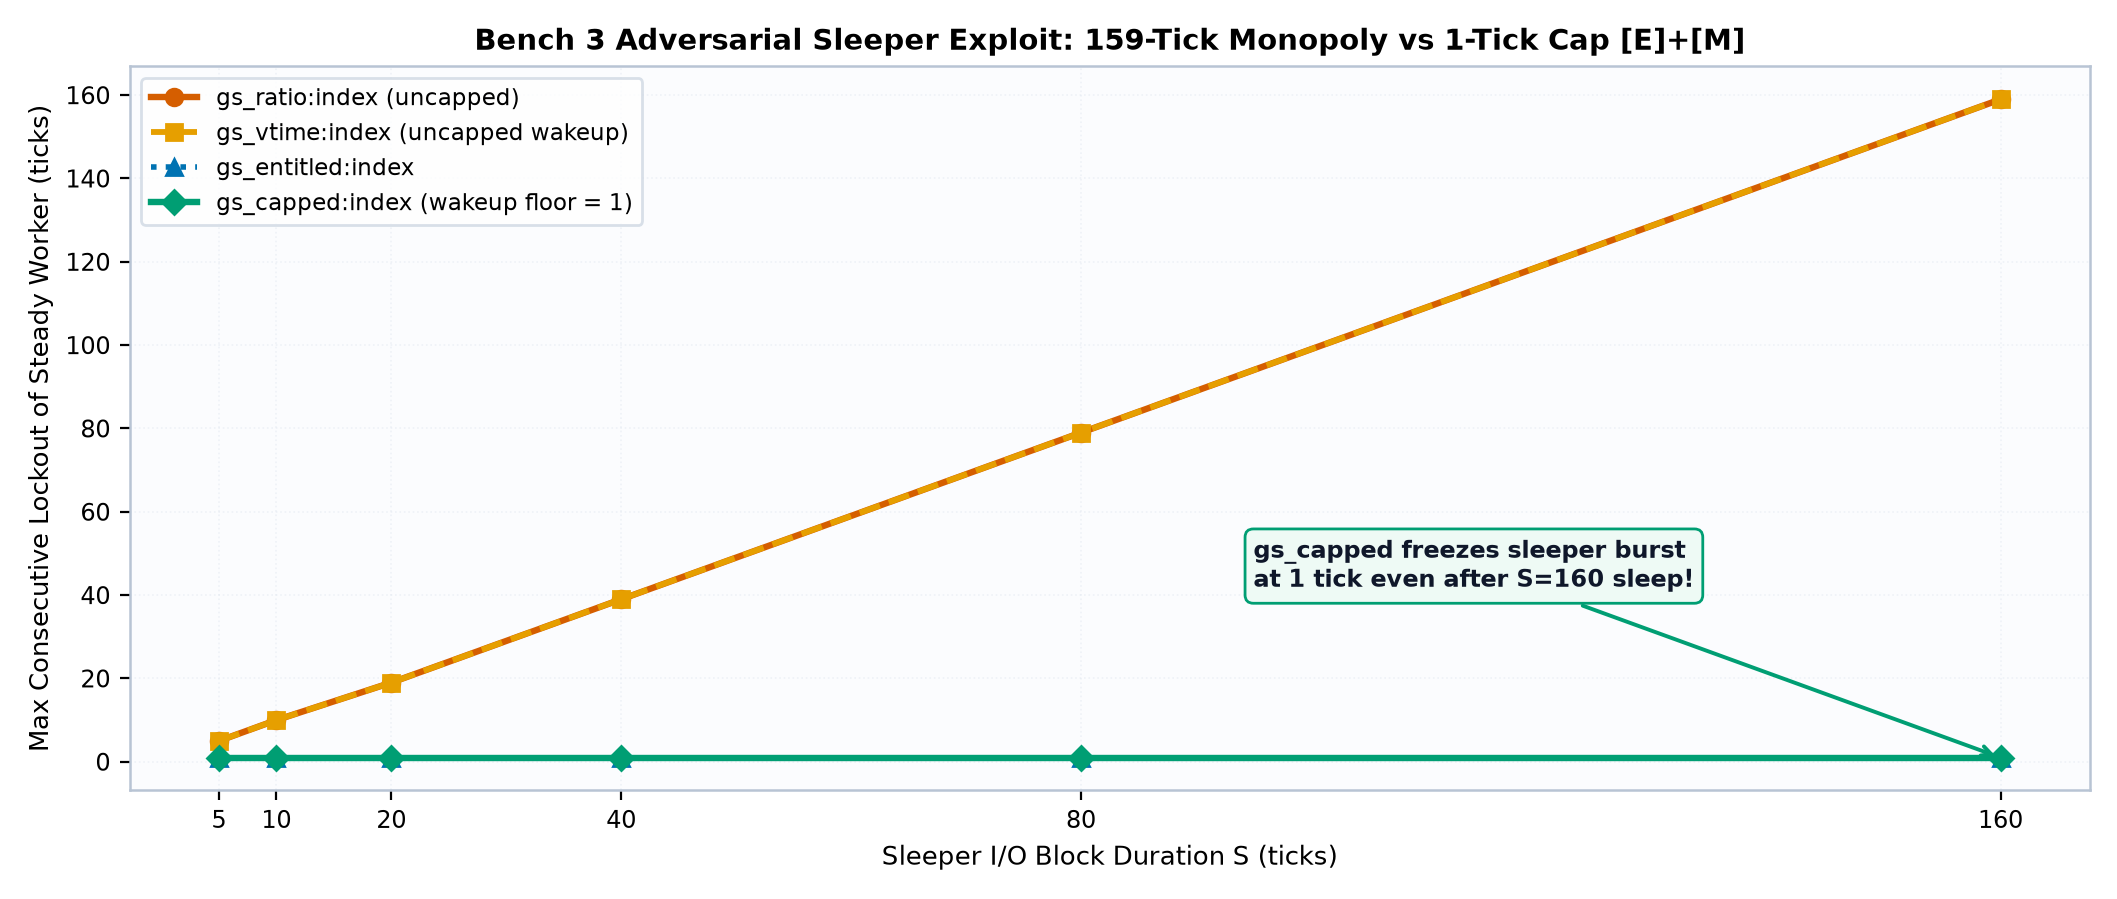 Bench 3 Adversarial Sleeper Exploit: 159-Tick Monopoly vs 1-Tick Cap [E]+[M]
Max Consecutive Lockout of Steady Worker (ticks)
160
140
120
100
80
60
40
20
0
gs_ratio:index (uncapped)
gs_vtime:index (uncapped wakeup)
gs_entitled:index
gs_capped:index (wakeup floor = 1)
gs_capped freezes sleeper burst
at 1 tick even after S=160 sleep!
5 10 20 40 80 160
Sleeper I/O Block Duration S (ticks)